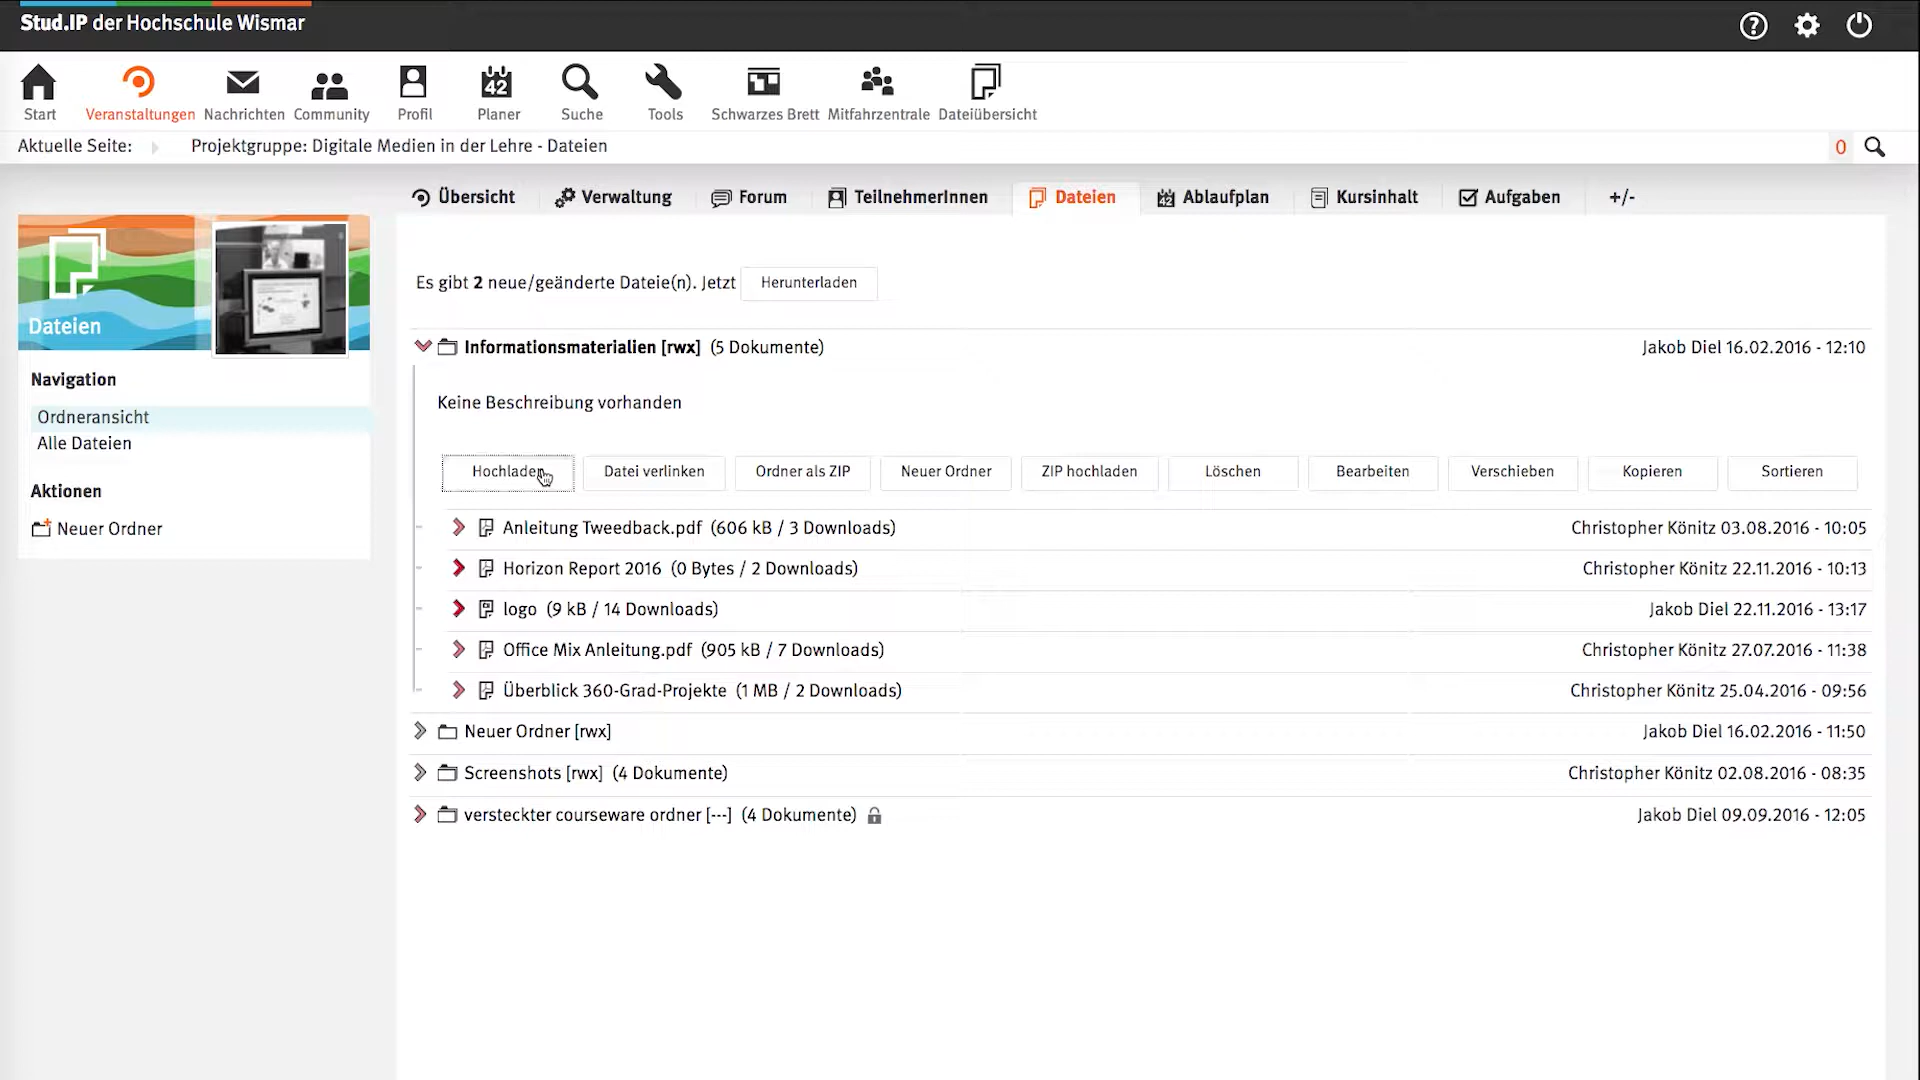 Stud.IP der Hochschule Wismar
Start Veranstaltungen Nachrichten Community Profil Planer Suche Tools Schwarzes Brett Mitfahrzentrale Dateiübersicht
42
Aktuelle Seite: Projektgruppe: Digitale Medien in der Lehre - Dateien 0
Übersicht Verwaltung Forum TeilnehmerInnen Dateien Ablaufplan Kursinhalt Aufgaben +/-
Dateien
Navigation
Ordneransicht
Alle Dateien
Aktionen
Neuer Ordner
Es gibt 2 neue/geänderte Datei(n). Jetzt Herunterladen
Informationsmaterialien [rwx] (5 Dokumente) Jakob Diel 16.02.2016 - 12:10
Keine Beschreibung vorhanden
Hochladen Datei verlinken Ordner als ZIP Neuer Ordner ZIP hochladen Löschen Bearbeiten Verschieben Kopieren Sortieren
Anleitung Tweedback.pdf (606 kB / 3 Downloads) Christopher Könitz 03.08.2016 - 10:05
Horizon Report 2016 (0 Bytes / 2 Downloads) Christopher Könitz 22.11.2016 - 10:13
logo (9 kB / 14 Downloads) Jakob Diel 22.11.2016 - 13:17
Office Mix Anleitung.pdf (905 kB / 7 Downloads) Christopher Könitz 27.07.2016 - 11:38
Überblick 360-Grad-Projekte (1 MB / 2 Downloads) Christopher Könitz 25.04.2016 - 09:56
Neuer Ordner [rwx] Jakob Diel 16.02.2016 - 11:50
Screenshots [rwx] (4 Dokumente) Christopher Könitz 02.08.2016 - 08:35
versteckter courseware ordner [---] (4 Dokumente) Jakob Diel 09.09.2016 - 12:05